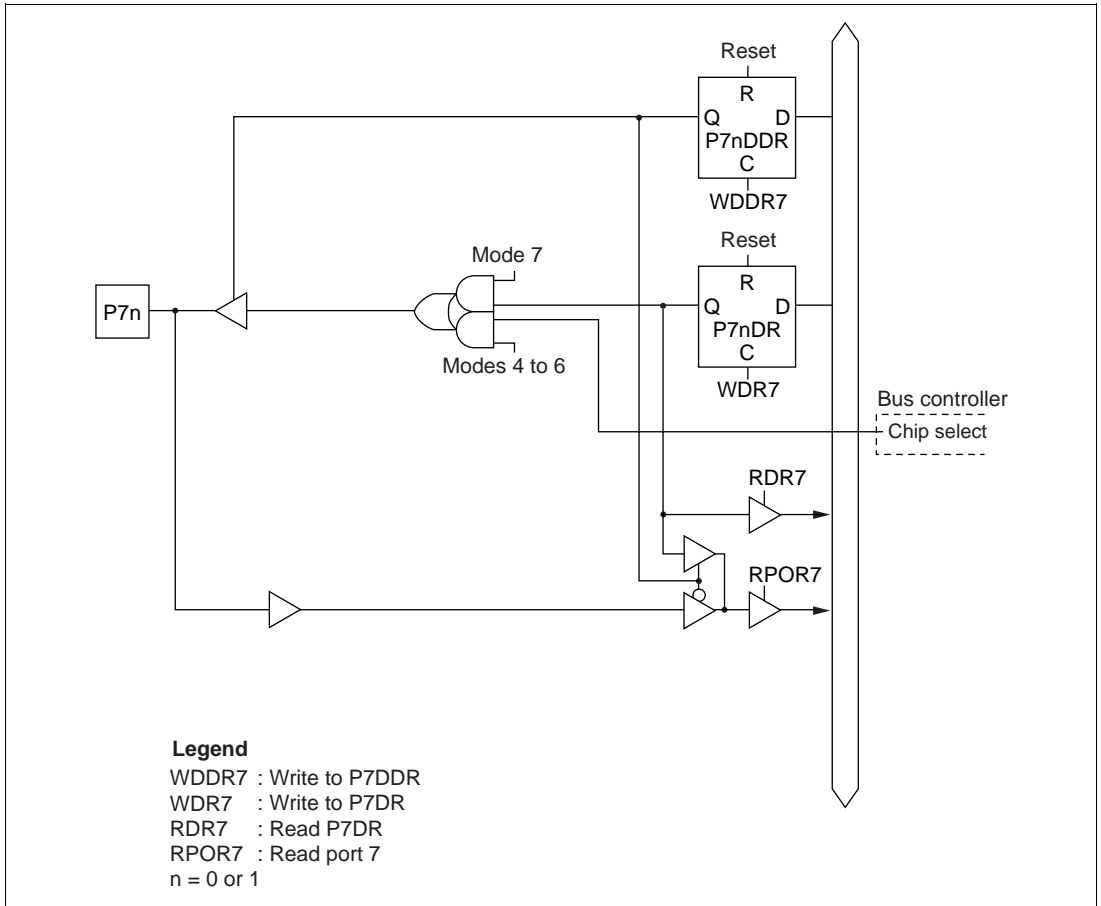 Reset
R
Q D
P7nDDR
C
WDDR7
Reset
Mode 7
R
P7n
Q D
P7nDR
C
Modes 4 to 6
WDR7
Bus controller
Chip select
RDR7
RPOR7
Legend
WDDR7 : Write to P7DDR
WDR7 : Write to P7DR
RDR7 : Read P7DR
RPOR7 : Read port 7
n = 0 or 1